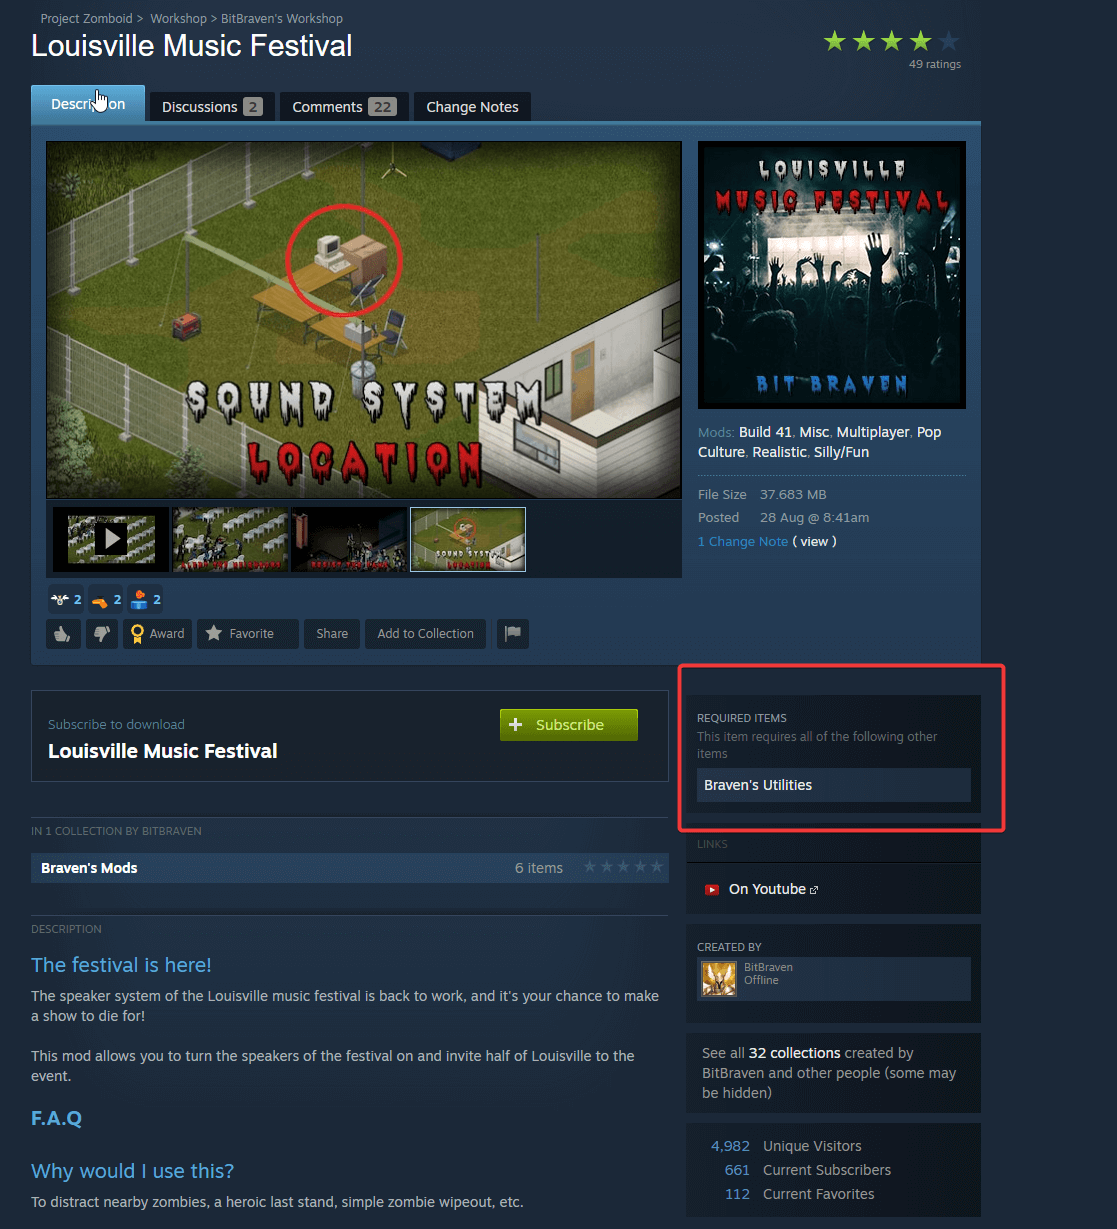 Project Zomboid > Workshop > BitBraven's Workshop
Louisville Music Festival
49 ratings
Description
Discussions 2
Comments 22
Change Notes
SOUND SYSTEM
LOCATION
LOUISVILLE
MUSIC FESTIVAL
BIT BRAVEN
Mods: Build 41, Misc, Multiplayer, Pop
Culture, Realistic, Silly/Fun
File Size 37.683 MB
Posted 28 Aug @ 8:41am
1 Change Note ( view )
SOUND SYSTEM
LOCATION
2 2 2
Award
Favorite
Share
Add to Collection
Subscribe to download
Louisville Music Festival
Subscribe
REQUIRED ITEMS
This item requires all of the following other
items
Braven's Utilities
IN 1 COLLECTION BY BITBRAVEN
Braven's Mods 6 items
LINKS
On Youtube
CREATED BY
BitBraven
Offline
See all 32 collections created by
BitBraven and other people (some may
be hidden)
4,982 Unique Visitors
661 Current Subscribers
112 Current Favorites
DESCRIPTION
The festival is here!
The speaker system of the Louisville music festival is back to work, and it's your chance to make
a show to die for!
This mod allows you to turn the speakers of the festival on and invite half of Louisville to the
event.
F.A.Q
Why would I use this?
To distract nearby zombies, a heroic last stand, simple zombie wipeout, etc.